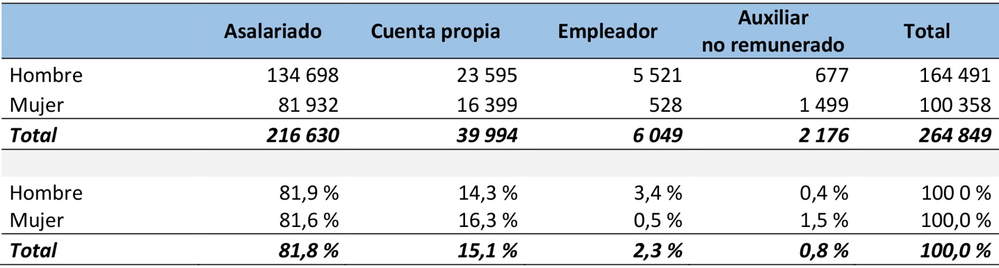 Asalariado Cuenta propia Empleador Auxiliar no remunerado Total
Hombre 134 698 23 595 5 521 677 164 491
Mujer 81 932 16 399 528 1 499 100 358
Total 216 630 39 994 6 049 2 176 264 849
Hombre 81,9 % 14,3 % 3,4 % 0,4 % 100 0 %
Mujer 81,6 % 16,3 % 0,5 % 1,5 % 100,0 %
Total 81,8 % 15,1 % 2,3 % 0,8 % 100,0 %